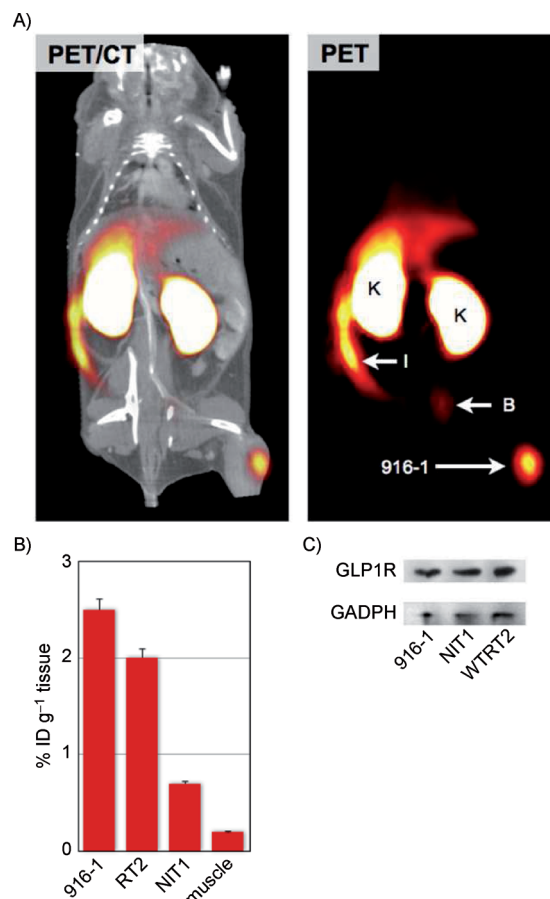 A)
PET/CT
PET
K
K
I
B
916-1
B)
3
2
1
0
% ID g⁻¹ tissue
916-1
RT2
NIT1
muscle
C)
GLP1R
GADPH
916-1
NIT1
WTRT2